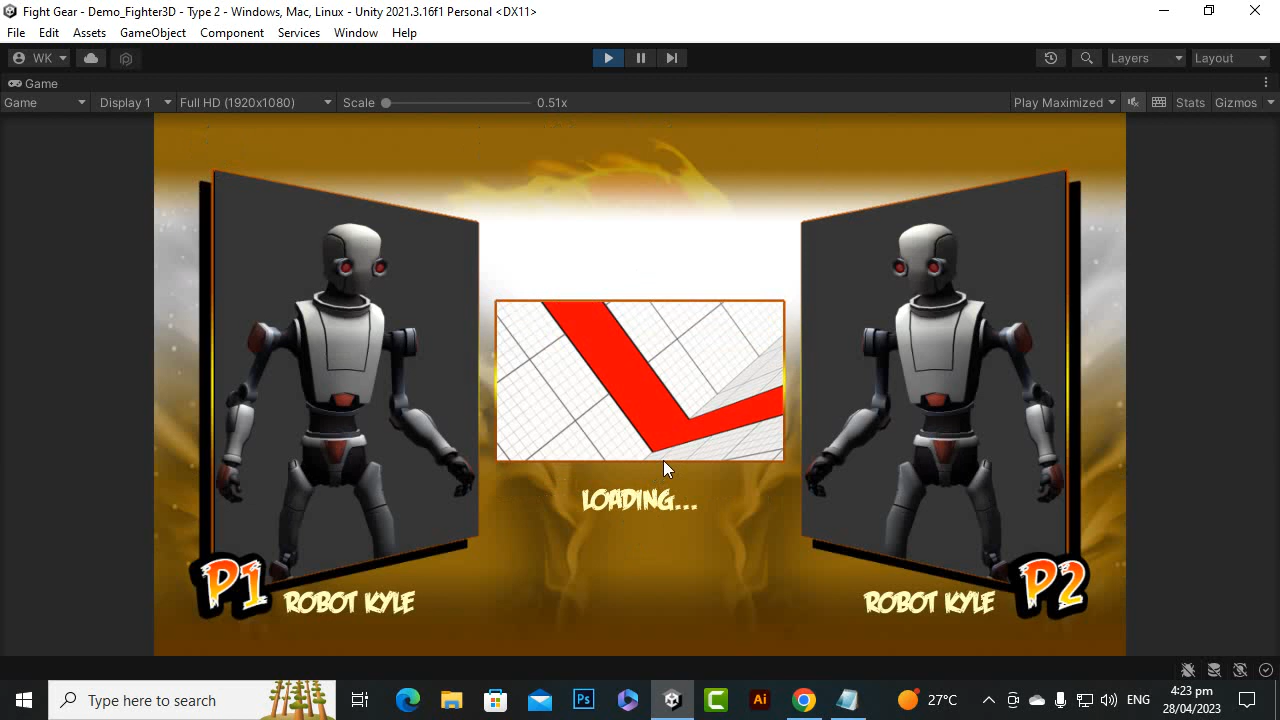 Fight Gear - Demo_Fighter3D - Type 2 - Windows, Mac, Linux - Unity 2021.3.16f1 Personal <DX11>
File Edit Assets GameObject Component Services Window Help
WK Layers Layout
Game
Game Display 1 Full HD (1920x1080) Scale 0.51x Play Maximized Stats Gizmos
LOADING...
P1 ROBOT KYLE ROBOT KYLE P2
Type here to search Ps Ai 27°C ENG 4:23 pm
28/04/2023